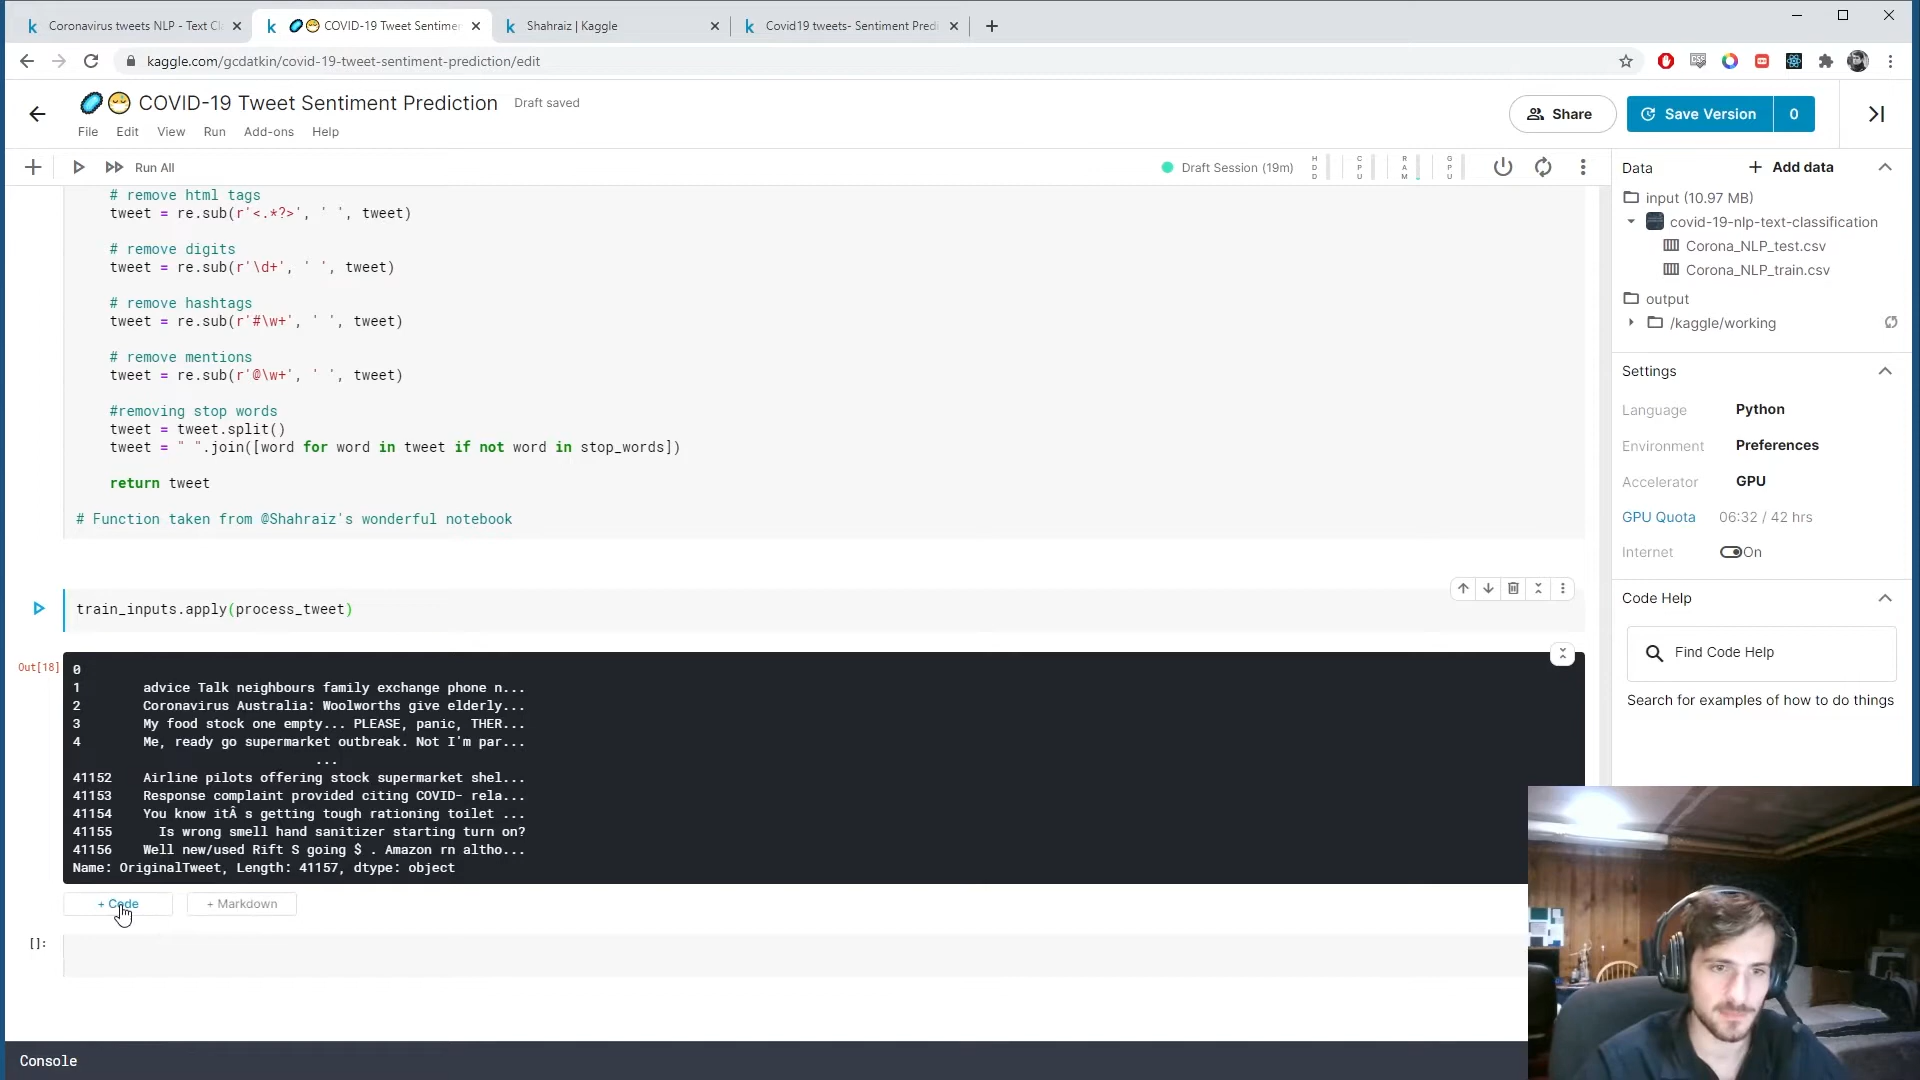 Coronavirus tweets NLP - Text Cl
COVID-19 Tweet Sentimen
Shahraiz | Kaggle
Covid19 tweets- Sentiment Predi
kaggle.com/gcdatkin/covid-19-tweet-sentiment-prediction/edit
COVID-19 Tweet Sentiment Prediction
Draft saved
Share
Save Version
0
File
Edit
View
Run
Add-ons
Help
Run All
Draft Session (19m)
HDD
CPU
RAM
GPU
# remove html tags
tweet = re.sub(r'<.*?>', ' ', tweet)
# remove digits
tweet = re.sub(r'\d+', ' ', tweet)
# remove hashtags
tweet = re.sub(r'#\w+', ' ', tweet)
# remove mentions
tweet = re.sub(r'@\w+', ' ', tweet)
#removing stop words
tweet = tweet.split()
tweet = " ".join([word for word in tweet if not word in stop_words])
return tweet
# Function taken from @Shahraiz's wonderful notebook
train_inputs.apply(process_tweet)
Out[18]
0
1 advice Talk neighbours family exchange phone n...
2 Coronavirus Australia: Woolworths give elderly...
3 My food stock one empty... PLEASE, panic, THER...
4 Me, ready go supermarket outbreak. Not I'm par...
...
41152 Airline pilots offering stock supermarket shel...
41153 Response complaint provided citing COVID- rela...
41154 You know itÂ s getting tough rationing toilet ...
41155 Is wrong smell hand sanitizer starting turn on?
41156 Well new/used Rift S going $ . Amazon rn altho...
Name: OriginalTweet, Length: 41157, dtype: object
+ Code
+ Markdown
[]:
Console
Data
+ Add data
input (10.97 MB)
covid-19-nlp-text-classification
Corona_NLP_test.csv
Corona_NLP_train.csv
output
/kaggle/working
Settings
Language Python
Environment Preferences
Accelerator GPU
GPU Quota 06:32 / 42 hrs
Internet On
Code Help
Find Code Help
Search for examples of how to do things